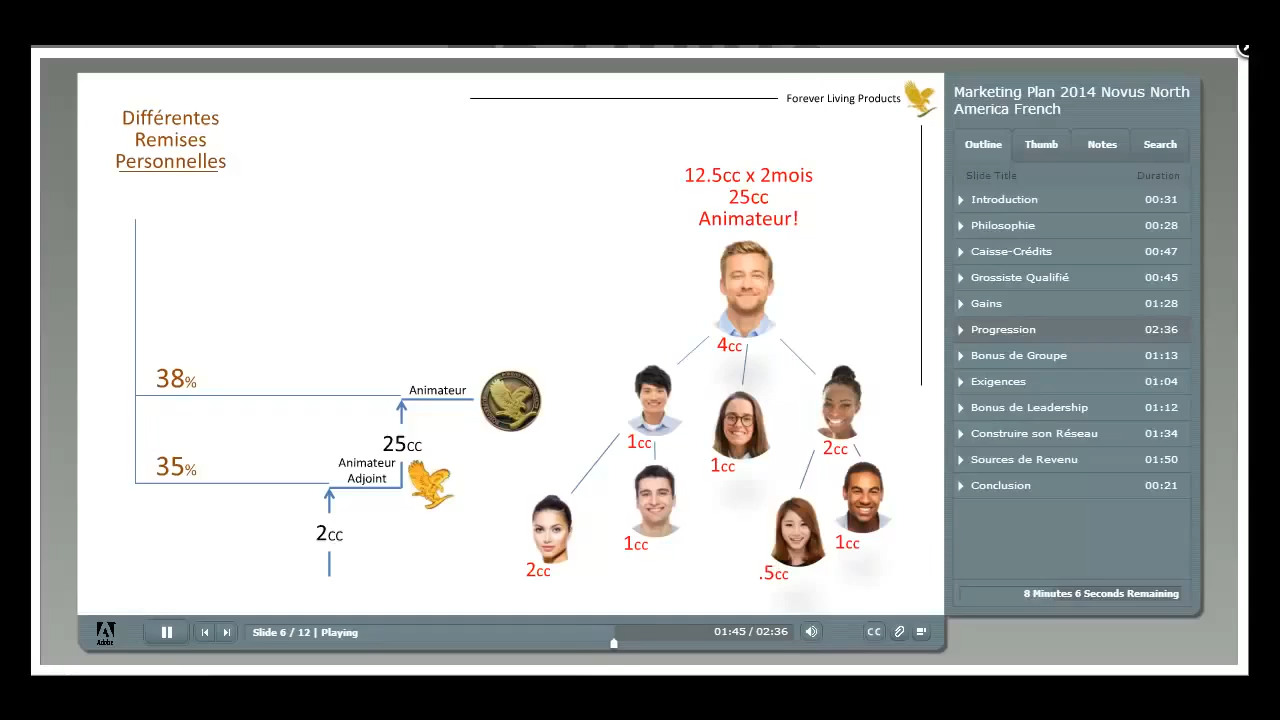 Différentes
Remises
Personnelles
Forever Living Products
12.5cc x 2mois
25cc
Animateur!
4cc
38%
Animateur
25cc
35%
Animateur
Adjoint
2cc
1cc
1cc
2cc
2cc
1cc
.5cc
1cc
Marketing Plan 2014 Novus North
America French
Outline Thumb Notes Search
Slide Title Duration
Introduction 00:31
Philosophie 00:28
Caisse-Crédits 00:47
Grossiste Qualifié 00:45
Gains 01:28
Progression 02:36
Bonus de Groupe 01:13
Exigences 01:04
Bonus de Leadership 01:12
Construire son Réseau 01:34
Sources de Revenu 01:50
Conclusion 00:21
8 Minutes 6 Seconds Remaining
Adobe
Slide 6 / 12 | Playing
01:45 / 02:36
CC